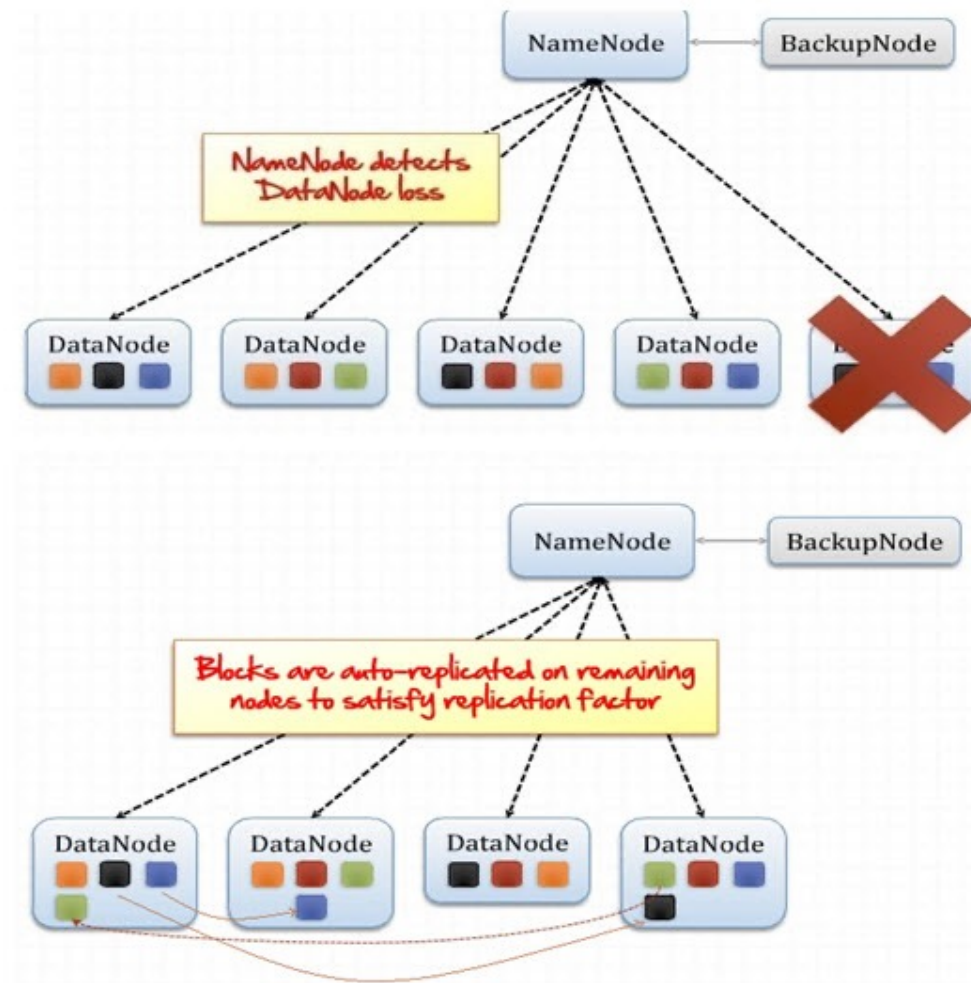 NameNode
BackupNode
NameNode detects
DataNode loss
DataNode
DataNode
DataNode
DataNode
NameNode
BackupNode
Blocks are auto-replicated on remaining
nodes to satisfy replication factor
DataNode
DataNode
DataNode
DataNode